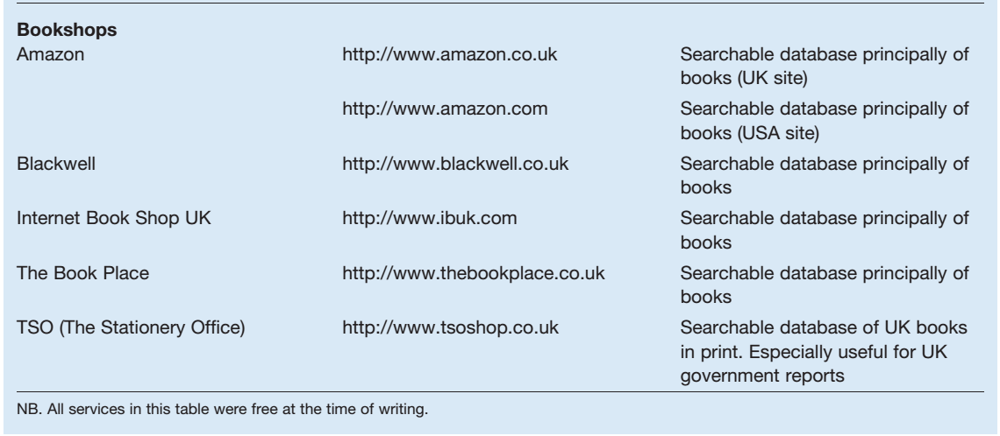 Bookshops
Amazon http://www.amazon.co.uk Searchable database principally of
books (UK site)
http://www.amazon.com Searchable database principally of
books (USA site)
Blackwell http://www.blackwell.co.uk Searchable database principally of
books
Internet Book Shop UK http://www.ibuk.com Searchable database principally of
books
The Book Place http://www.thebookplace.co.uk Searchable database principally of
books
TSO (The Stationery Office) http://www.tsoshop.co.uk Searchable database of UK books
in print. Especially useful for UK
government reports
NB. All services in this table were free at the time of writing.